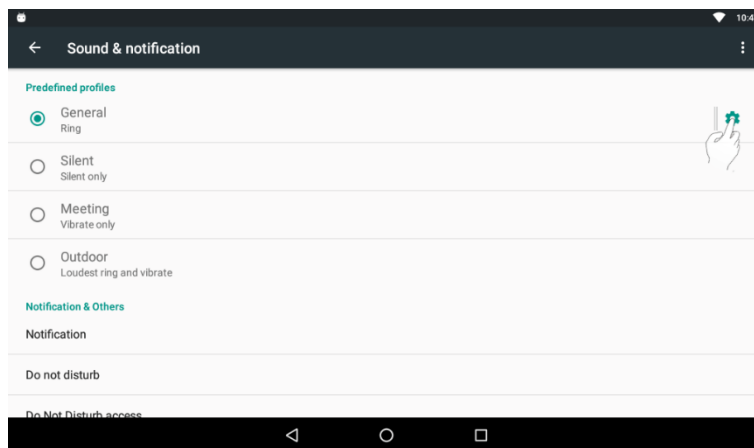 10:4
Sound & notification
Predefined profiles
General
Ring
Silent
Silent only
Meeting
Vibrate only
Outdoor
Loudest ring and vibrate
Notification & Others
Notification
Do not disturb
Do Not Disturb access